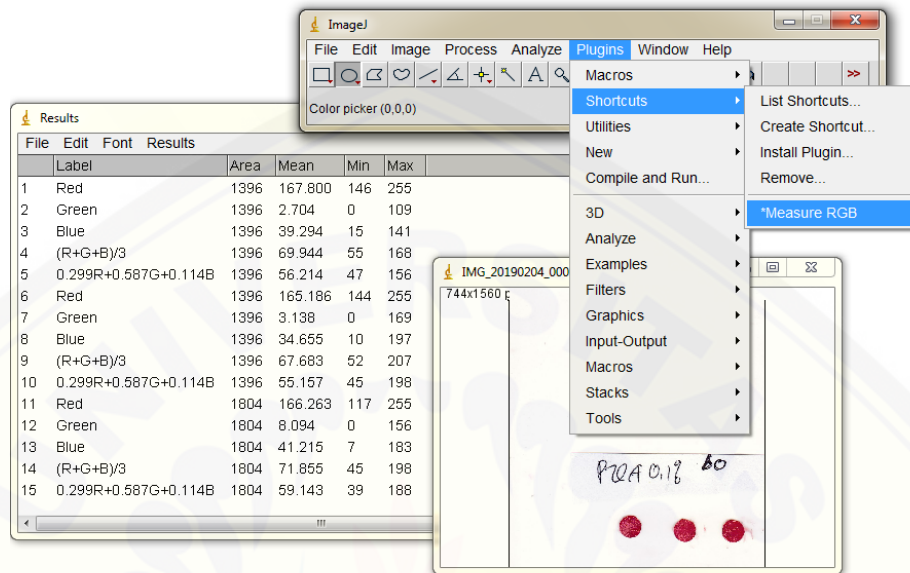 ImageJ
File Edit Image Process Analyze Plugins Window Help
>>
Color picker (0,0,0)
Macros
Shortcuts
Utilities
New
Compile and Run...
3D
Analyze
Examples
Filters
Graphics
Input-Output
Macros
Stacks
Tools
List Shortcuts...
Create Shortcut...
Install Plugin...
Remove...
*Measure RGB
Results
File Edit Font Results
Label Area Mean Min Max
1 Red 1396 167.800 146 255
2 Green 1396 2.704 0 109
3 Blue 1396 39.294 15 141
4 (R+G+B)/3 1396 69.944 55 168
5 0.299R+0.587G+0.114B 1396 56.214 47 156
6 Red 1396 165.186 144 255
7 Green 1396 3.138 0 169
8 Blue 1396 34.655 10 197
9 (R+G+B)/3 1396 67.683 52 207
10 0.299R+0.587G+0.114B 1396 55.157 45 198
11 Red 1804 166.263 117 255
12 Green 1804 8.094 0 156
13 Blue 1804 41.215 7 183
14 (R+G+B)/3 1804 71.855 45 198
15 0.299R+0.587G+0.114B 1804 59.143 39 188
IMG_20190204_000
744x1560